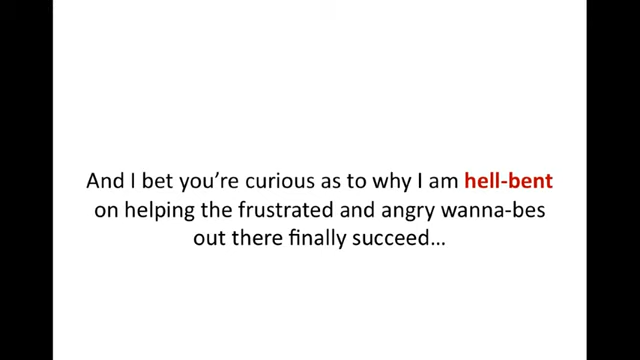 And I bet you’re curious as to why I am hell-bent
on helping the frustrated and angry wanna-bes
out there finally succeed…